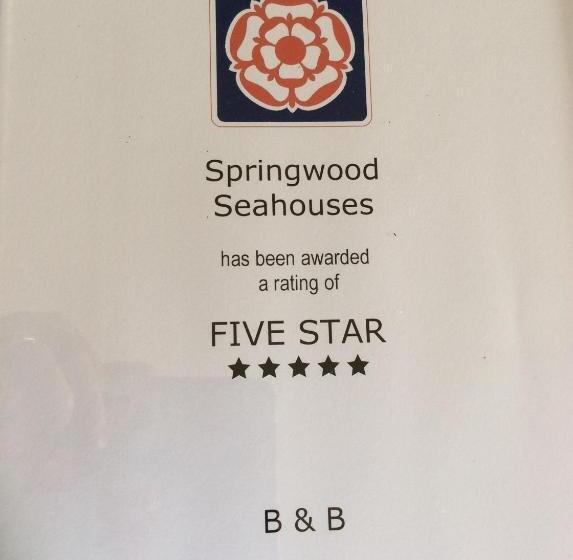 Springwood
Seahouses
has been awarded
a rating of
FIVE STAR
★★★★★
B & B